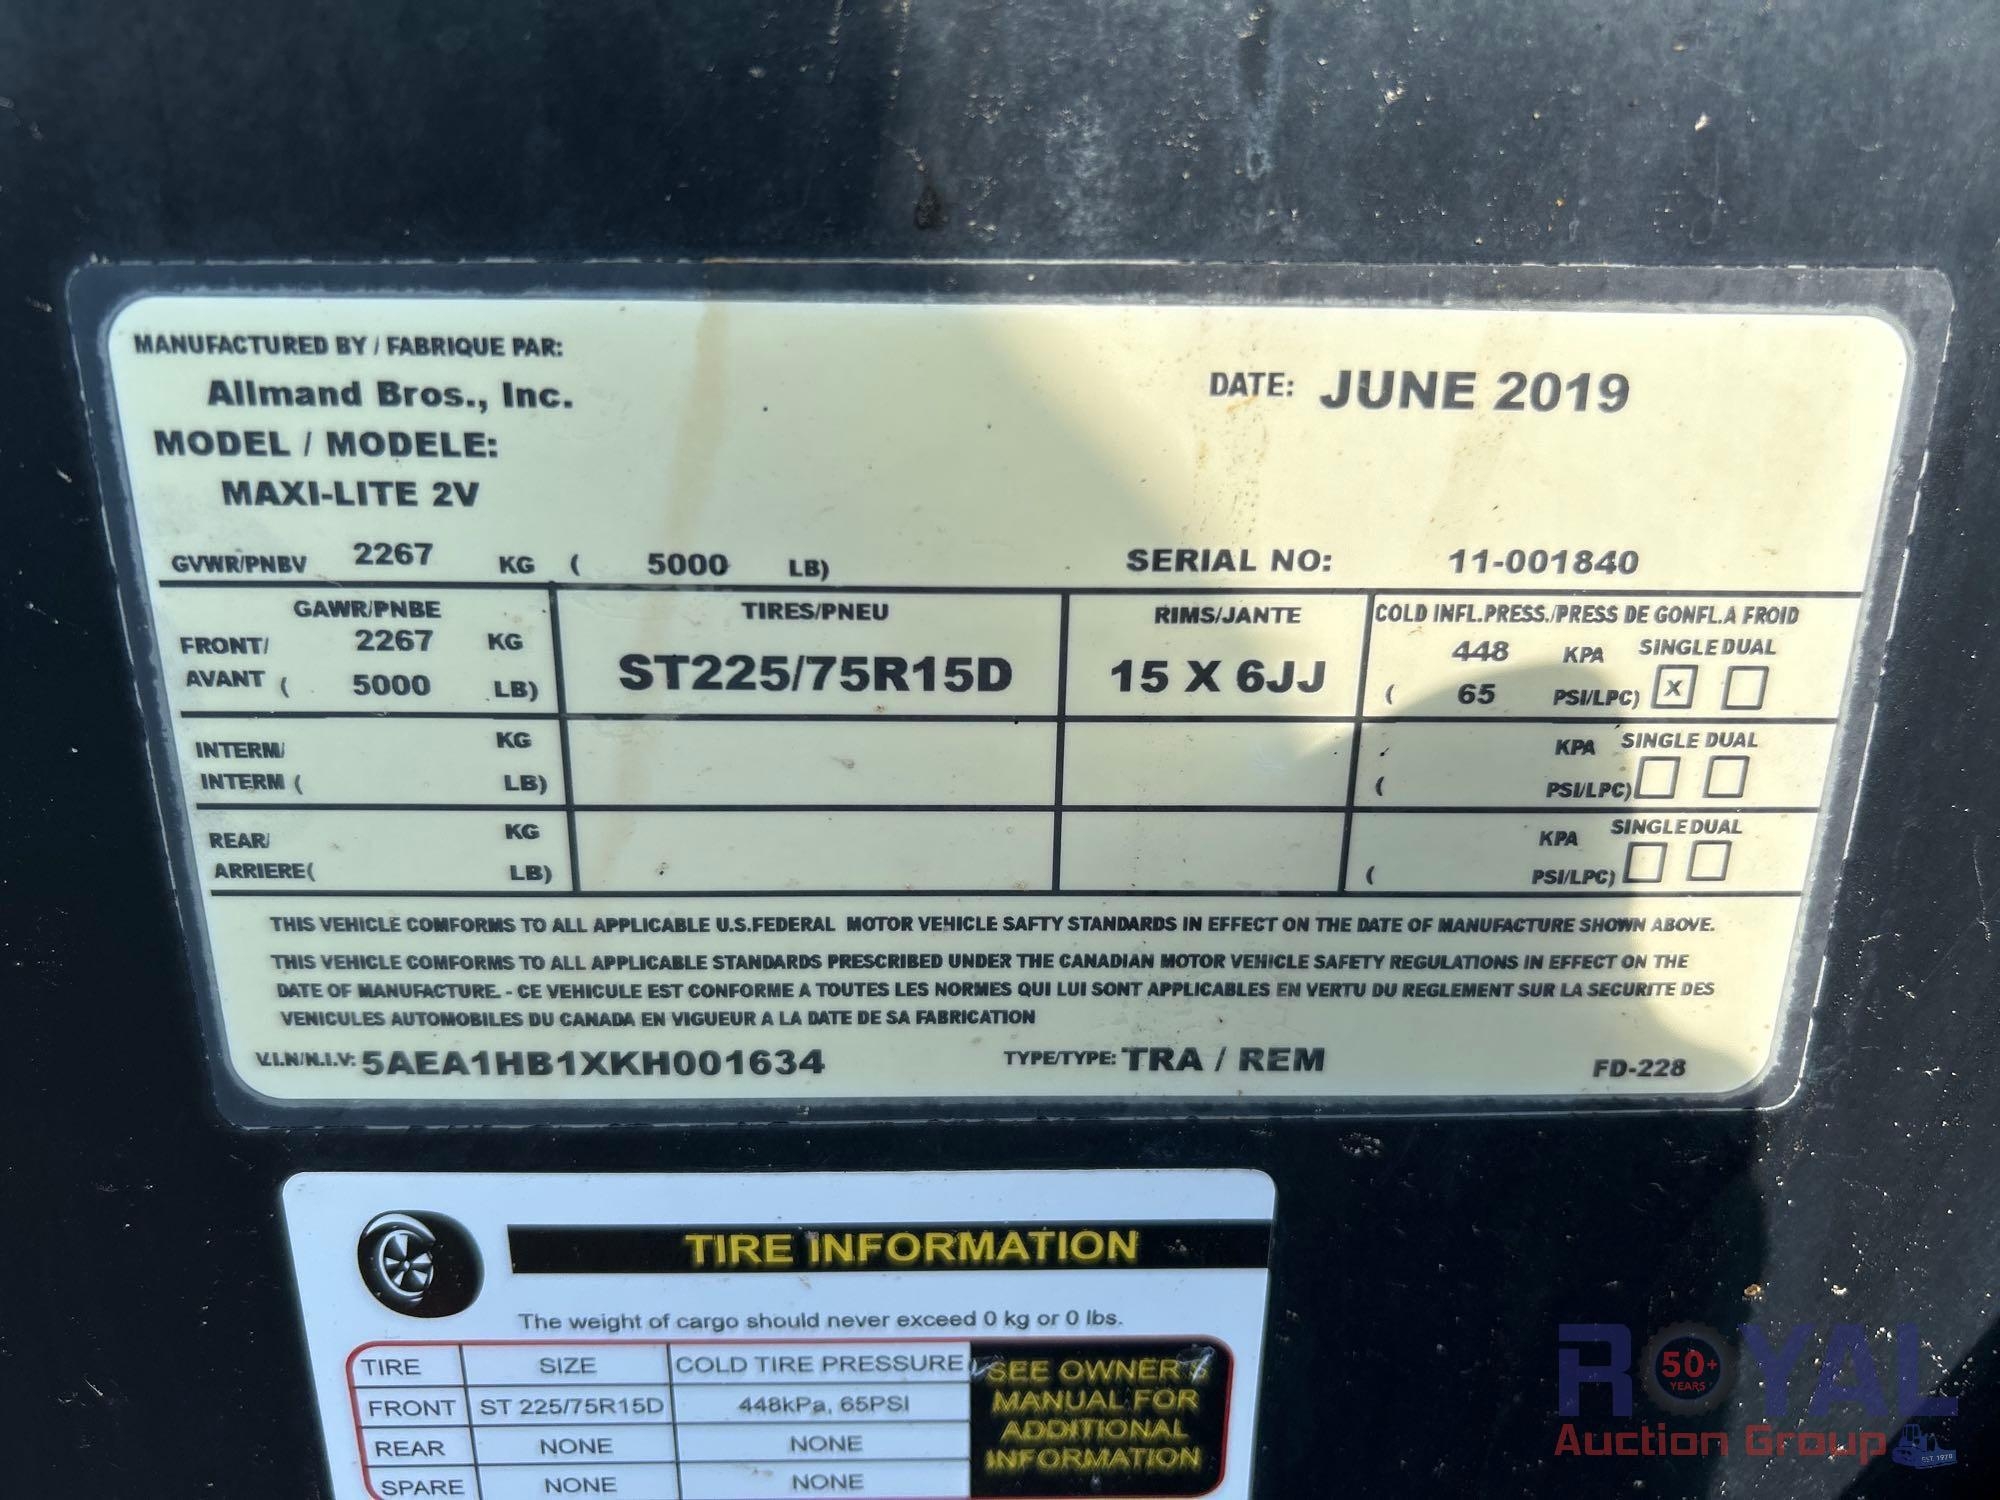 MANUFACTURED BY / FABRIQUE PAR:
Allmand Bros., Inc.
DATE: JUNE 2019
MODEL / MODELE:
MAXI-LITE 2V
GVWR/PNBV 2267 KG ( 5000 LB) SERIAL NO: 11-001840
GAWR/PNBE TIRES/PNEU RIMS/JANTE COLD INFL.PRESS./PRESS DE GONFL.A FROID
FRONT/ 2267 KG ST225/75R15D 15 X 6JJ 448 KPA SINGLE DUAL
AVANT ( 5000 LB) ( 65 PSI/LPC) X
INTERM/ KG KPA SINGLE DUAL
INTERM ( LB) ( PSI/LPC)
REAR/ KG KPA SINGLE DUAL
ARRIERE( LB) ( PSI/LPC)
THIS VEHICLE COMFORMS TO ALL APPLICABLE U.S.FEDERAL MOTOR VEHICLE SAFTY STANDARDS IN EFFECT ON THE DATE OF MANUFACTURE SHOWN ABOVE.
THIS VEHICLE COMFORMS TO ALL APPLICABLE STANDARDS PRESCRIBED UNDER THE CANADIAN MOTOR VEHICLE SAFETY REGULATIONS IN EFFECT ON THE
DATE OF MANUFACTURE. - CE VEHICULE EST CONFORME A TOUTES LES NORMES QUI LUI SONT APPLICABLES EN VERTU DU REGLEMENT SUR LA SECURITE DES
VENICULES AUTOMOBILES DU CANADA EN VIGUEUR A LA DATE DE SA FABRICATION
V.I.N/N.I.V: 5AEA1HB1XKH001634 TYPE/TYPE: TRA / REM FD-228
TIRE INFORMATION
The weight of cargo should never exceed 0 kg or 0 lbs.
TIRE SIZE COLD TIRE PRESSURE
FRONT ST 225/75R15D 448kPa, 65PSI
REAR NONE NONE
SPARE NONE NONE
SEE OWNER'S
MANUAL FOR
ADDITIONAL
INFORMATION
ROYAL
50+
YEARS
Auction Group
EST. 1970